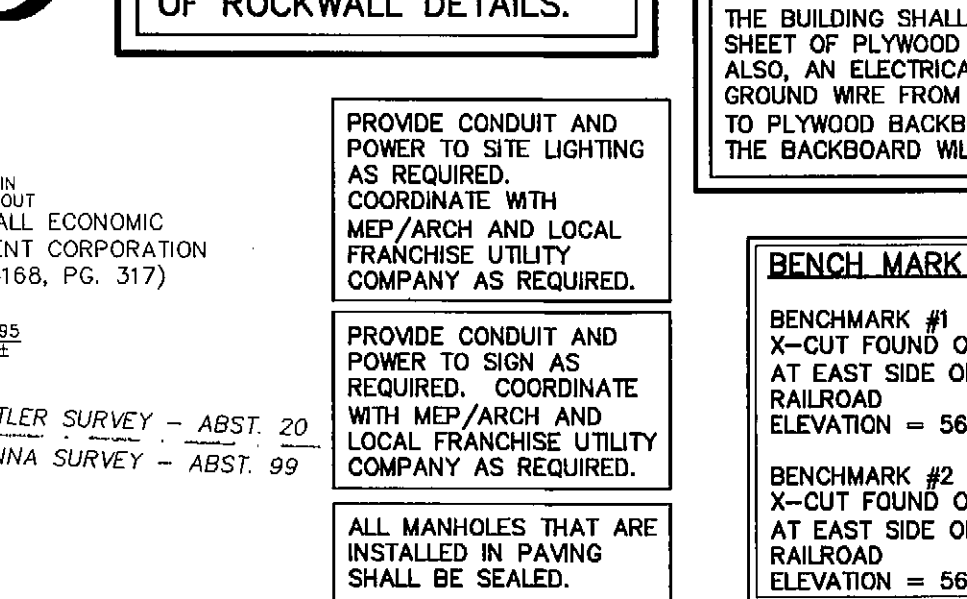 OF ROCKWALL DETAILS.
THE BUILDING SHALL
SHEET OF PLYWOOD
ALSO, AN ELECTRICA
GROUND WIRE FROM
TO PLYWOOD BACKB
THE BACKBOARD WIL
IN
OUT
ALL ECONOMIC
ENT CORPORATION
168, PG. 317)
95
±
TLER SURVEY - ABST. 20
NNA SURVEY - ABST. 99
PROVIDE CONDUIT AND
POWER TO SITE LIGHTING
AS REQUIRED.
COORDINATE WITH
MEP/ARCH AND LOCAL
FRANCHISE UTILITY
COMPANY AS REQUIRED.
PROVIDE CONDUIT AND
POWER TO SIGN AS
REQUIRED. COORDINATE
WITH MEP/ARCH AND
LOCAL FRANCHISE UTILITY
COMPANY AS REQUIRED.
ALL MANHOLES THAT ARE
INSTALLED IN PAVING
SHALL BE SEALED.
BENCH MARK
BENCHMARK #1
X-CUT FOUND O
AT EAST SIDE O
RAILROAD
ELEVATION = 56
BENCHMARK #2
X-CUT FOUND O
AT EAST SIDE O
RAILROAD
ELEVATION = 56